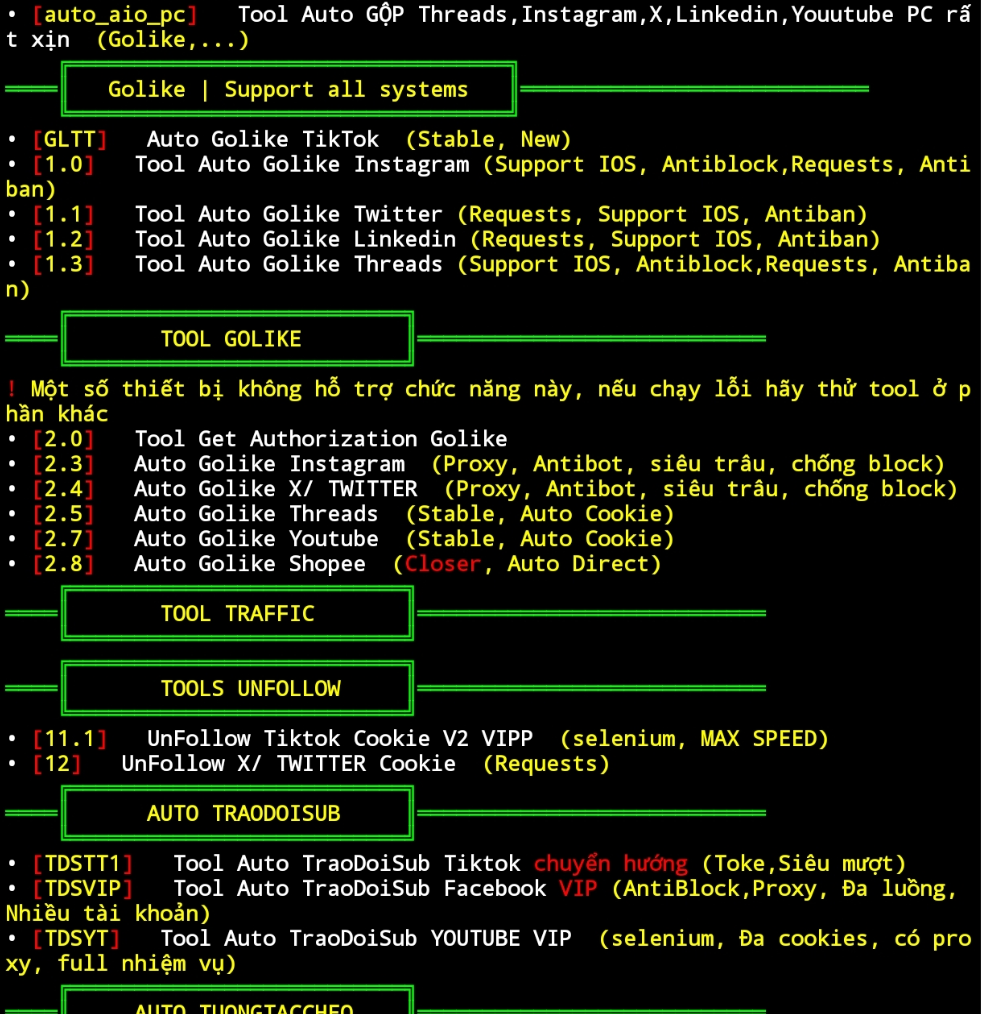 • [auto_aio_pc]   Tool Auto GỘP Threads,Instagram,X,Linkedin,Youutube PC rấ
t xịn  (Golike,...)
Golike | Support all systems
• [GLTT]   Auto Golike TikTok  (Stable, New)
• [1.0]   Tool Auto Golike Instagram (Support IOS, Antiblock,Requests, Anti
ban)
• [1.1]   Tool Auto Golike Twitter (Requests, Support IOS, Antiban)
• [1.2]   Tool Auto Golike Linkedin (Requests, Support IOS, Antiban)
• [1.3]   Tool Auto Golike Threads (Support IOS, Antiblock,Requests, Antiba
n)
TOOL GOLIKE
! Một số thiết bị không hỗ trợ chức năng này, nếu chạy lỗi hãy thử tool ở p
hần khác
• [2.0]   Tool Get Authorization Golike
• [2.3]   Auto Golike Instagram  (Proxy, Antibot, siêu trâu, chống block)
• [2.4]   Auto Golike X/ TWITTER  (Proxy, Antibot, siêu trâu, chống block)
• [2.5]   Auto Golike Threads  (Stable, Auto Cookie)
• [2.7]   Auto Golike Youtube  (Stable, Auto Cookie)
• [2.8]   Auto Golike Shopee  (Closer, Auto Direct)
TOOL TRAFFIC
TOOLS UNFOLLOW
• [11.1]   UnFollow Tiktok Cookie V2 VIPP  (selenium, MAX SPEED)
• [12]   UnFollow X/ TWITTER Cookie  (Requests)
AUTO TRAODOISUB
• [TDSTT1]   Tool Auto TraoDoiSub Tiktok chuyển hướng (Toke,Siêu mượt)
• [TDSVIP]   Tool Auto TraoDoiSub Facebook VIP (AntiBlock,Proxy, Đa luồng,
Nhiều tài khoản)
• [TDSYT]   Tool Auto TraoDoiSub YOUTUBE VIP  (selenium, Đa cookies, có pro
xy, full nhiệm vụ)
AUTO TUONGTACCHEO